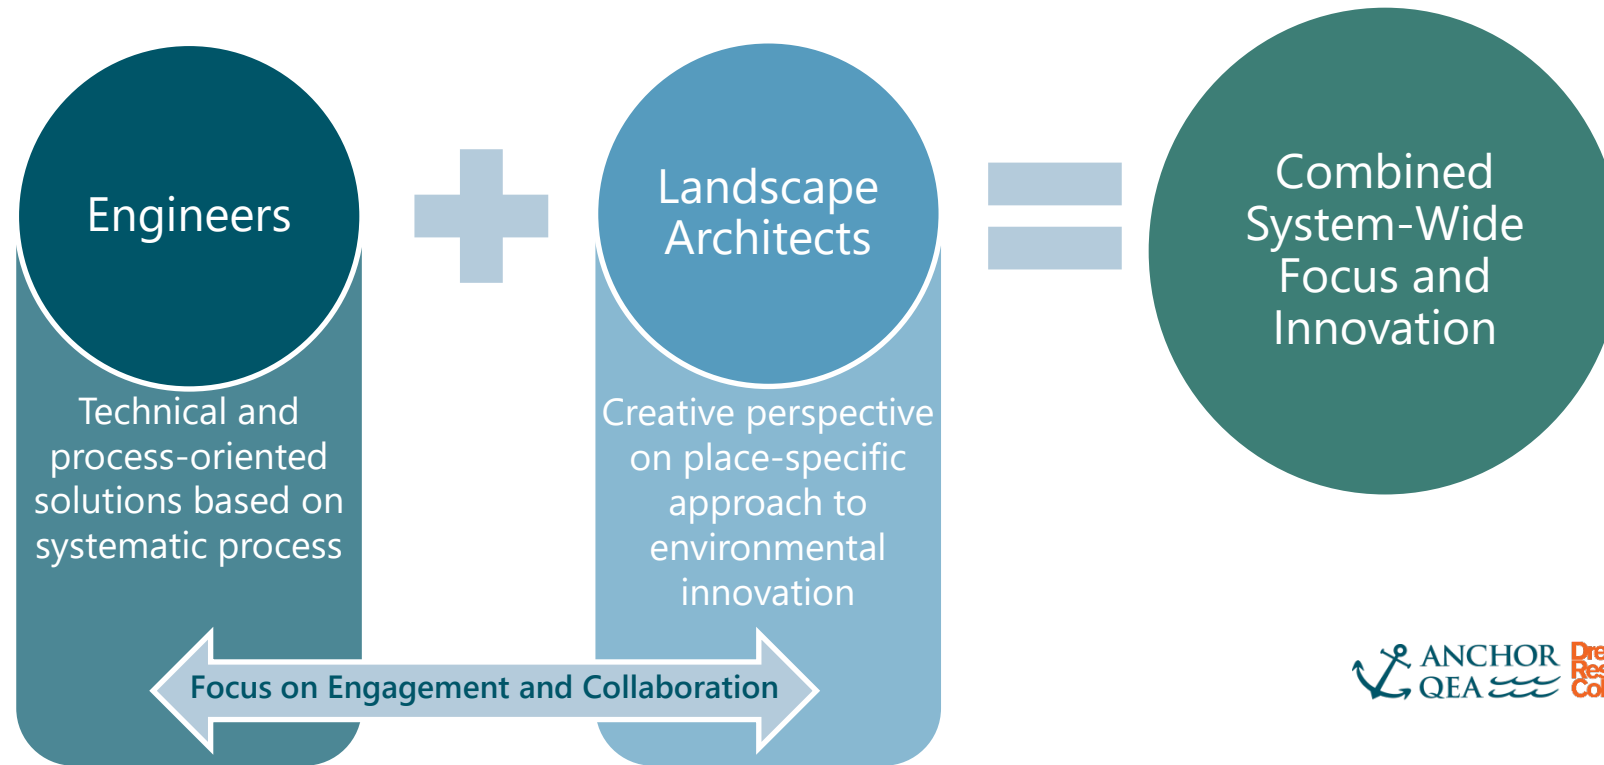 Engineers
Technical and
process-oriented
solutions based on
systematic process
Landscape
Architects
Creative perspective
on place-specific
approach to
environmental
innovation
Focus on Engagement and Collaboration
Combined
System-Wide
Focus and
Innovation
ANCHOR
QEA